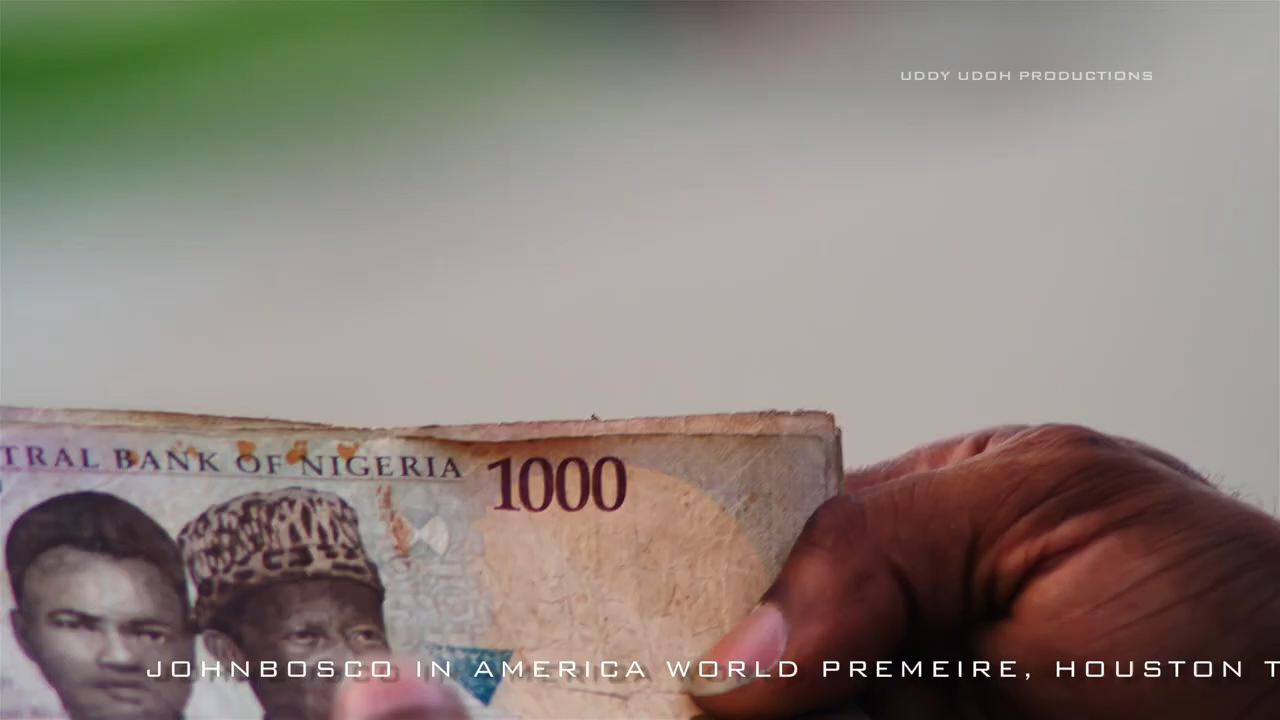 UDDY UDOH PRODUCTIONS
TRAL BANK OF NIGERIA
1000
JOHNBOSCO IN AMERICA WORLD PREMEIRE, HOUSTON T